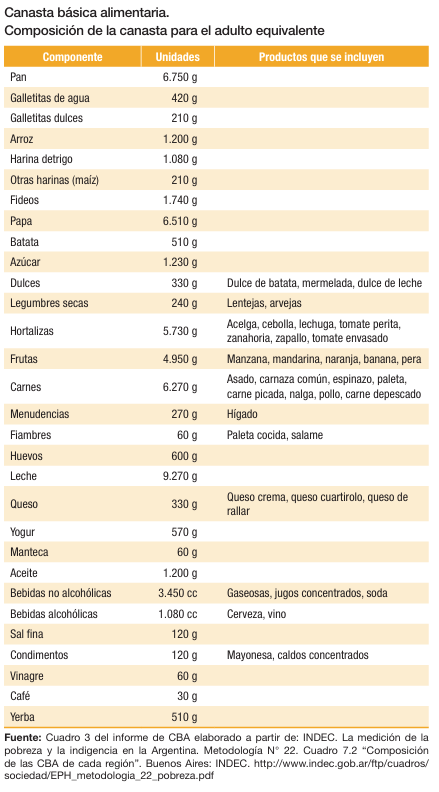 Canasta básica alimentaria.
Composición de la canasta para el adulto equivalente
Componente Unidades Productos que se incluyen
Pan 6.750 g
Galletitas de agua 420 g
Galletitas dulces 210 g
Arroz 1.200 g
Harina detrigo 1.080 g
Otras harinas (maíz) 210 g
Fideos 1.740 g
Papa 6.510 g
Batata 510 g
Azúcar 1.230 g
Dulces 330 g Dulce de batata, mermelada, dulce de leche
Legumbres secas 240 g Lentejas, arvejas
Hortalizas 5.730 g Acelga, cebolla, lechuga, tomate perita,
zanahoria, zapallo, tomate envasado
Frutas 4.950 g Manzana, mandarina, naranja, banana, pera
Carnes 6.270 g Asado, carnaza común, espinazo, paleta,
carne picada, nalga, pollo, carne depescado
Menudencias 270 g Hígado
Fiambres 60 g Paleta cocida, salame
Huevos 600 g
Leche 9.270 g
Queso 330 g Queso crema, queso cuartirolo, queso de
rallar
Yogur 570 g
Manteca 60 g
Aceite 1.200 g
Bebidas no alcohólicas 3.450 cc Gaseosas, jugos concentrados, soda
Bebidas alcohólicas 1.080 cc Cerveza, vino
Sal fina 120 g
Condimentos 120 g Mayonesa, caldos concentrados
Vinagre 60 g
Café 30 g
Yerba 510 g
Fuente: Cuadro 3 del informe de CBA elaborado a partir de: INDEC. La medición de la
pobreza y la indigencia en la Argentina. Metodología N° 22. Cuadro 7.2 “Composición
de las CBA de cada región”. Buenos Aires: INDEC. http://www.indec.gob.ar/ftp/cuadros/
sociedad/EPH_metodologia_22_pobreza.pdf